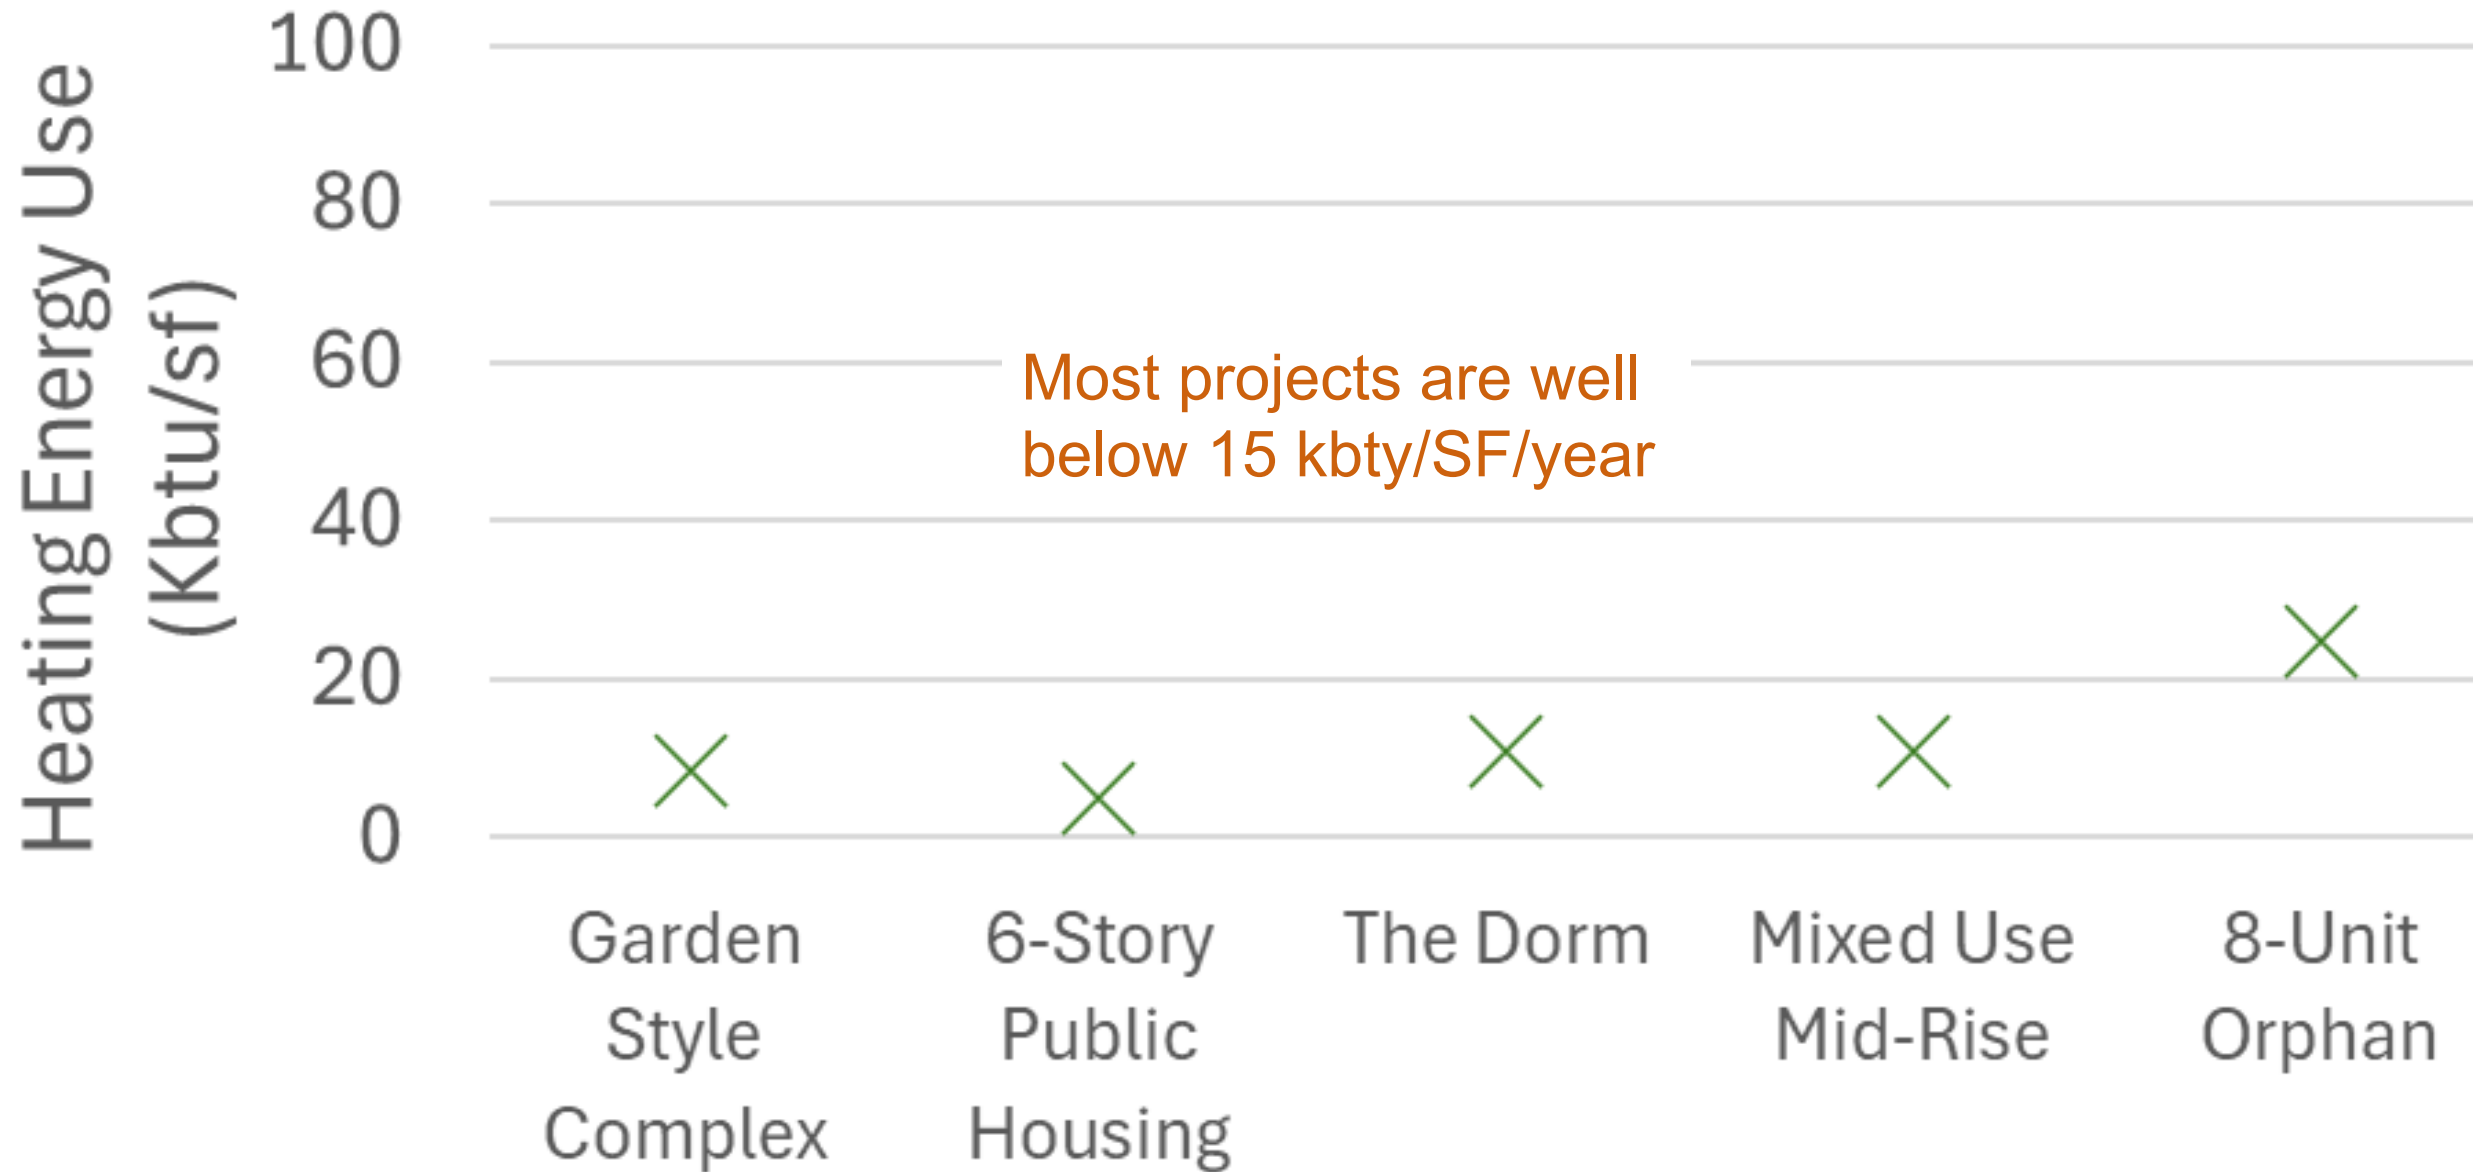 Heating Energy Use
(Kbtu/sf)
100
80
60
40
20
0
Most projects are well
below 15 kbty/SF/year
Garden
Style
Complex
6-Story
Public
Housing
The Dorm
Mixed Use
Mid-Rise
8-Unit
Orphan